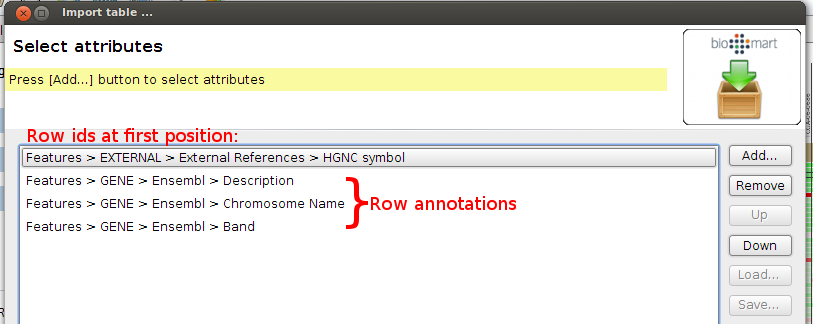 Import table ...
Select attributes
bio mart
Press [Add...] button to select attributes
Row ids at first position:
Features > EXTERNAL > External References > HGNC symbol
Features > GENE > Ensembl > Description
Features > GENE > Ensembl > Chromosome Name
Features > GENE > Ensembl > Band
Row annotations
Add...
Remove
Up
Down
Load...
Save...